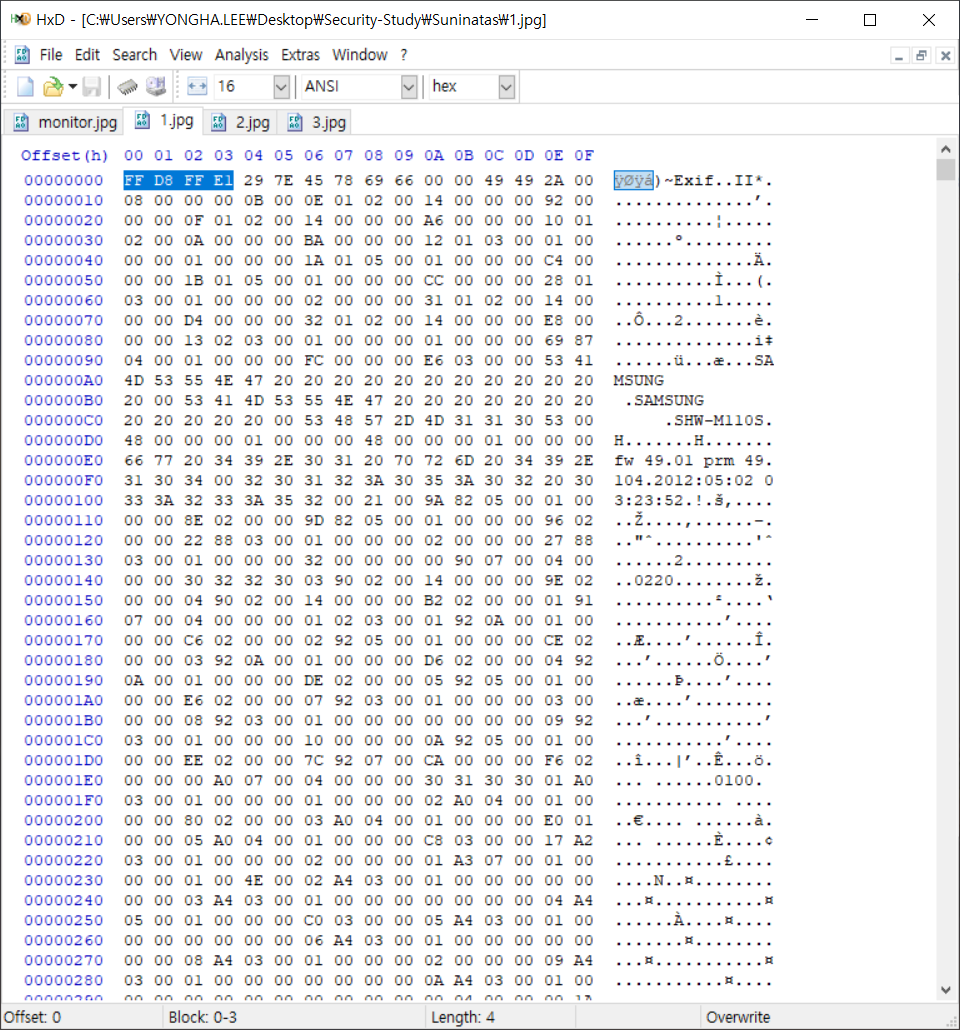 HxD - [C:₩Users₩YONGHA.LEE₩Desktop₩Security-Study₩Suninatas₩1.jpg]
File Edit Search View Analysis Extras Window ?
16 ANSI hex
monitor.jpg 1.jpg 2.jpg 3.jpg
Offset(h) 00 01 02 03 04 05 06 07 08 09 0A 0B 0C 0D 0E 0F
00000000 FF D8 FF E1 29 7E 45 78 69 66 00 00 49 49 2A 00 ÿØÿá)~Exif..II*.
00000010 08 00 00 00 0B 00 0E 01 02 00 14 00 00 00 92 00 ..............’.
00000020 00 00 0F 01 02 00 14 00 00 00 A6 00 00 00 10 01 ..........¦.....
00000030 02 00 0A 00 00 00 BA 00 00 00 12 01 03 00 01 00 ......º.........
00000040 00 00 01 00 00 00 1A 01 05 00 01 00 00 00 C4 00 ..............Ä.
00000050 00 00 1B 01 05 00 01 00 00 00 CC 00 00 00 28 01 ..........Ì...(.
00000060 03 00 01 00 00 00 02 00 00 00 31 01 02 00 14 00 ..........1.....
00000070 00 00 D4 00 00 00 32 01 02 00 14 00 00 00 E8 00 ..Ô...2.......è.
00000080 00 00 13 02 03 00 01 00 00 00 01 00 00 00 69 87 ..............i‡
00000090 04 00 01 00 00 00 FC 00 00 00 E6 03 00 00 53 41 ......ü...æ...SA
000000A0 4D 53 55 4E 47 20 20 20 20 20 20 20 20 20 20 20 MSUNG
000000B0 20 00 53 41 4D 53 55 4E 47 20 20 20 20 20 20 20 .SAMSUNG
000000C0 20 20 20 20 20 00 53 48 57 2D 4D 31 31 30 53 00 .SHW-M110S.
000000D0 48 00 00 00 01 00 00 00 48 00 00 00 01 00 00 00 H.......H.......
000000E0 66 77 20 34 39 2E 30 31 20 70 72 6D 20 34 39 2E fw 49.01 prm 49.
000000F0 31 30 34 00 32 30 31 32 3A 30 35 3A 30 32 20 30 104.2012:05:02 0
00000100 33 3A 32 33 3A 35 32 00 21 00 9A 82 05 00 01 00 3:23:52.!.š‚....
00000110 00 00 8E 02 00 00 9D 82 05 00 01 00 00 00 96 02 ..Ž....‚......–.
00000120 00 00 22 88 03 00 01 00 00 00 02 00 00 00 27 88 .."ˆ..........'ˆ
00000130 03 00 01 00 00 00 32 00 00 00 00 90 07 00 04 00 ......2.........
00000140 00 00 30 32 32 30 03 90 02 00 14 00 00 00 9E 02 ..0220........ž.
00000150 00 00 04 90 02 00 14 00 00 00 B2 02 00 00 01 91 ..........²....‘
00000160 07 00 04 00 00 00 01 02 03 00 01 92 0A 00 01 00 ...........’....
00000170 00 00 C6 02 00 00 02 92 05 00 01 00 00 00 CE 02 ..Æ....’......Î.
00000180 00 00 03 92 0A 00 01 00 00 00 D6 02 00 00 04 92 ...’......Ö....’
00000190 0A 00 01 00 00 00 DE 02 00 00 05 92 05 00 01 00 ......Þ....’....
000001A0 00 00 E6 02 00 00 07 92 03 00 01 00 00 00 03 00 ..æ....’........
000001B0 00 00 08 92 03 00 01 00 00 00 00 00 00 00 09 92 ...’...........’
000001C0 03 00 01 00 00 00 10 00 00 00 0A 92 05 00 01 00 ...........’....
000001D0 00 00 EE 02 00 00 7C 92 07 00 CA 00 00 00 F6 02 ..î...|’..Ê...ö.
000001E0 00 00 00 A0 07 00 04 00 00 00 30 31 30 30 01 A0 ... ......0100.
000001F0 03 00 01 00 00 00 01 00 00 00 02 A0 04 00 01 00 ........... ....
00000200 00 00 80 02 00 00 03 A0 04 00 01 00 00 00 E0 01 ..€.... ......à.
00000210 00 00 05 A0 04 00 01 00 00 00 C8 03 00 00 17 A2 ... ......È....¢
00000220 03 00 01 00 00 00 02 00 00 00 01 A3 07 00 01 00 ...........£....
00000230 00 00 01 00 4E 00 02 A4 03 00 01 00 00 00 00 00 ....N..¤........
00000240 00 00 03 A4 03 00 01 00 00 00 00 00 00 00 04 A4 ...¤...........¤
00000250 05 00 01 00 00 00 C0 03 00 00 05 A4 03 00 01 00 ......À....¤....
00000260 00 00 00 00 00 00 06 A4 03 00 01 00 00 00 00 00 .......¤........
00000270 00 00 08 A4 03 00 01 00 00 00 02 00 00 00 09 A4 ...¤...........¤
00000280 03 00 01 00 00 00 00 00 00 00 0A A4 03 00 01 00 ...........¤....
Offset: 0 Block: 0-3 Length: 4 Overwrite